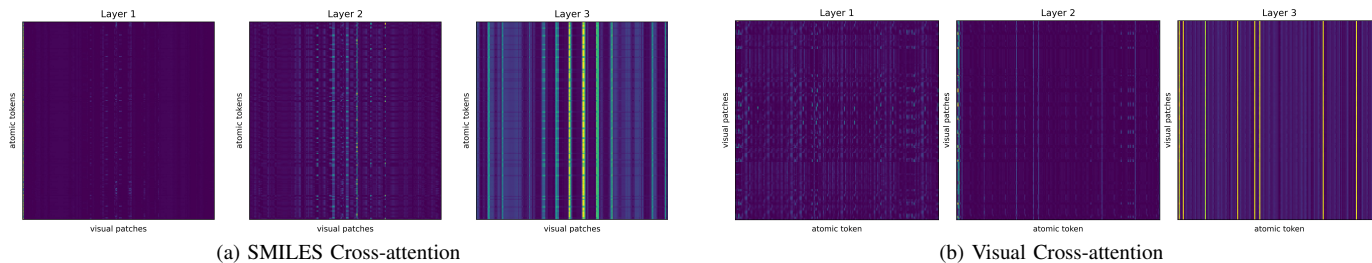 Layer 1
Layer 2
Layer 3
atomic tokens
atomic tokens
atomic tokens
visual patches
visual patches
visual patches
(a) SMILES Cross-attention
Layer 1
Layer 2
Layer 3
visual patches
visual patches
visual patches
atomic token
atomic token
atomic token
(b) Visual Cross-attention